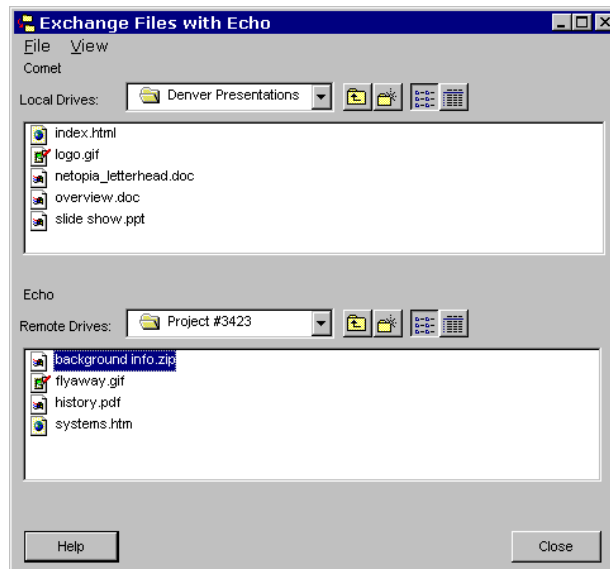 Exchange Files with Echo
File View
Comet
Local Drives: Denver Presentations
index.html
logo.gif
netopia_letterhead.doc
overview.doc
slide show.ppt
Echo
Remote Drives: Project #3423
background info.zip
flyaway.gif
history.pdf
systems.htm
Help Close